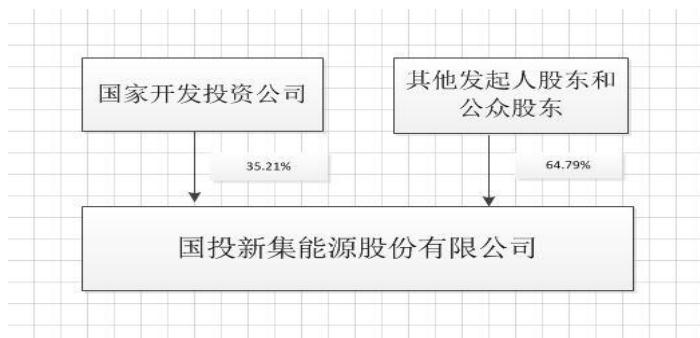 国家开发投资公司
其他发起人股东和
公众股东
35.21%
64.79%
国投新集能源股份有限公司